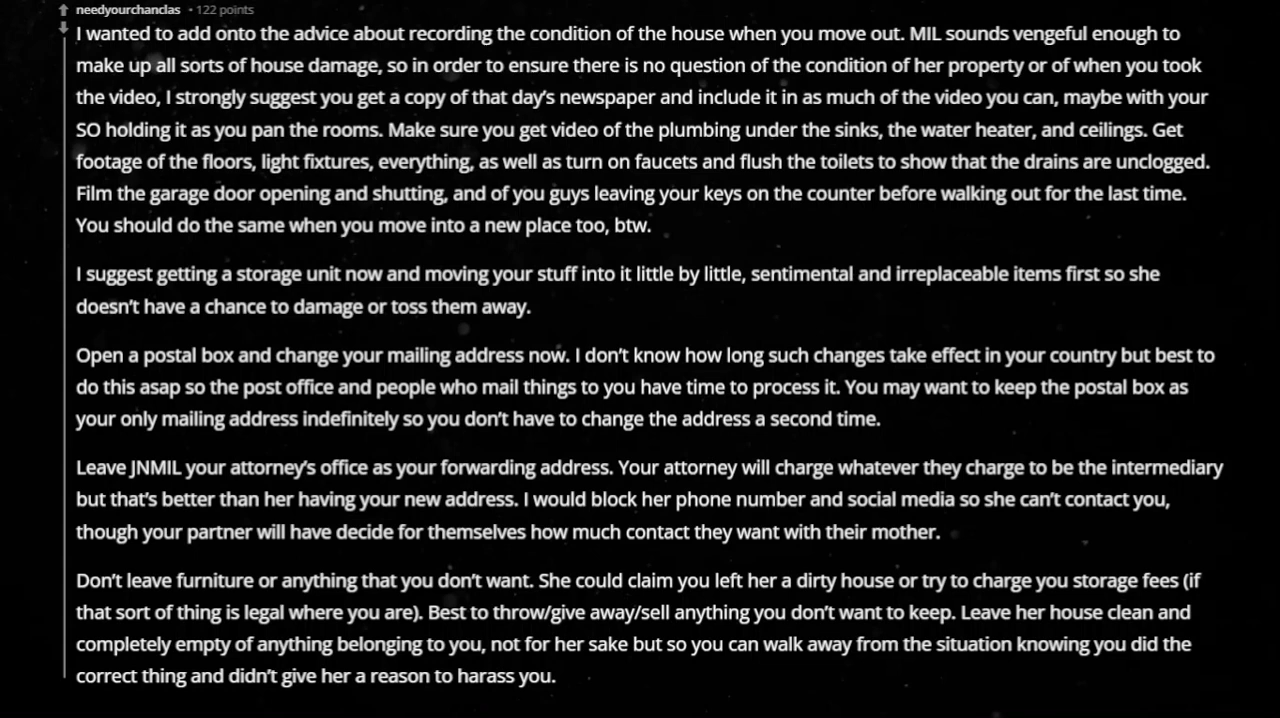 needyourchanclas • 122 points
I wanted to add onto the advice about recording the condition of the house when you move out. MIL sounds vengeful enough to
make up all sorts of house damage, so in order to ensure there is no question of the condition of her property or of when you took
the video, I strongly suggest you get a copy of that day's newspaper and include it in as much of the video you can, maybe with your
SO holding it as you pan the rooms. Make sure you get video of the plumbing under the sinks, the water heater, and ceilings. Get
footage of the floors, light fixtures, everything, as well as turn on faucets and flush the toilets to show that the drains are unclogged.
Film the garage door opening and shutting, and of you guys leaving your keys on the counter before walking out for the last time.
You should do the same when you move into a new place too, btw.
I suggest getting a storage unit now and moving your stuff into it little by little, sentimental and irreplaceable items first so she
doesn't have a chance to damage or toss them away.
Open a postal box and change your mailing address now. I don't know how long such changes take effect in your country but best to
do this asap so the post office and people who mail things to you have time to process it. You may want to keep the postal box as
your only mailing address indefinitely so you don't have to change the address a second time.
Leave JNMIL your attorney's office as your forwarding address. Your attorney will charge whatever they charge to be the intermediary
but that's better than her having your new address. I would block her phone number and social media so she can't contact you,
though your partner will have decide for themselves how much contact they want with their mother.
Don't leave furniture or anything that you don't want. She could claim you left her a dirty house or try to charge you storage fees (if
that sort of thing is legal where you are). Best to throw/give away/sell anything you don't want to keep. Leave her house clean and
completely empty of anything belonging to you, not for her sake but so you can walk away from the situation knowing you did the
correct thing and didn't give her a reason to harass you.